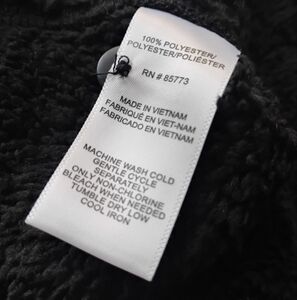 100% POLYESTER/
POLYESTER/POLIÉSTER
RN # 85773
MADE IN VIETNAM
FABRIQUÉ EN VIET-NAM
FABRICADO EN VIETNAM
MACHINE WASH COLD
GENTLE CYCLE
SEPARATELY
ONLY NON-CHLORINE
BLEACH WHEN NEEDED
TUMBLE DRY LOW
COOL IRON